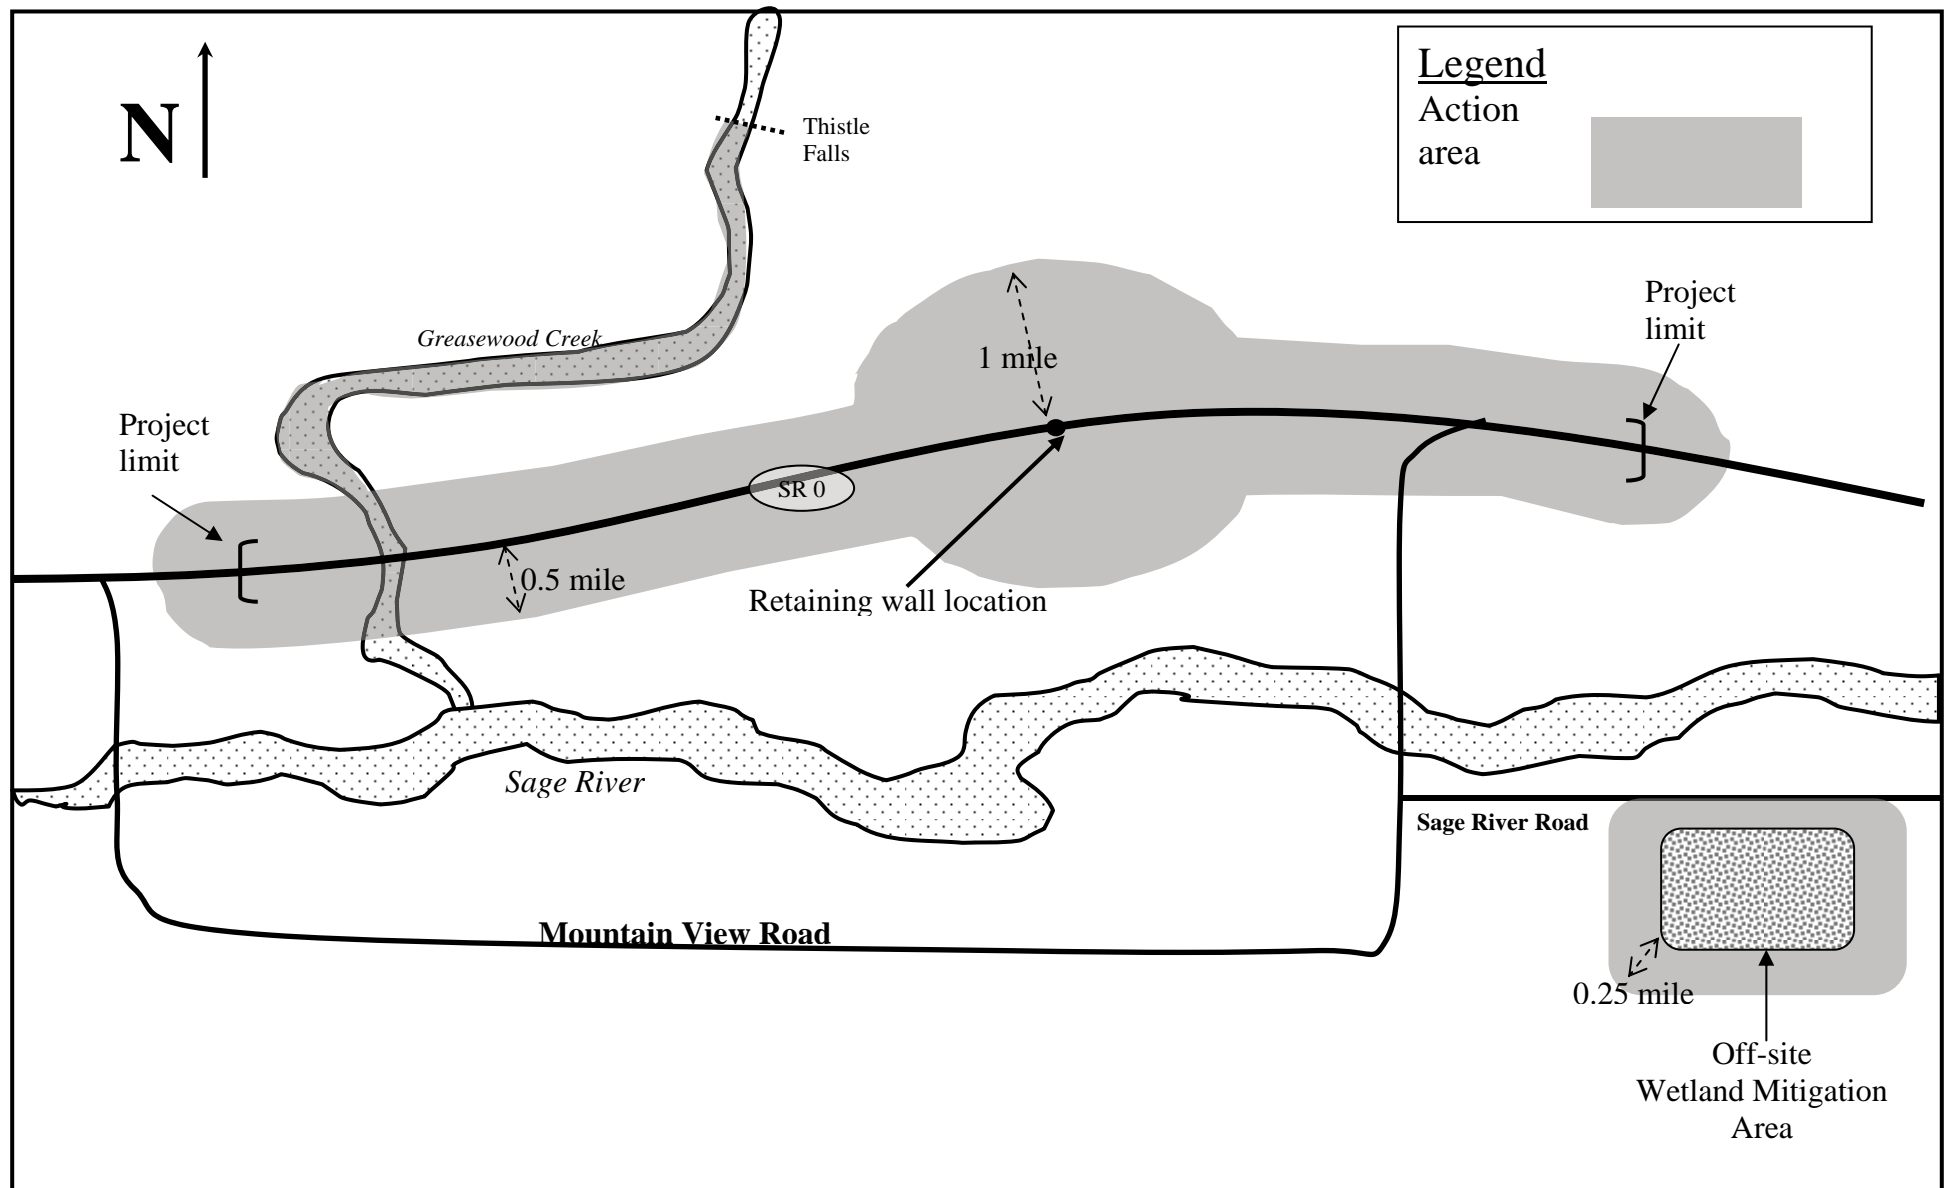 N
Thistle
Falls
Legend
Action
area
Greasewood Creek
1 mile
Project
limit
Project
limit
SR 0
0.5 mile
Retaining wall location
Sage River
Sage River Road
Mountain View Road
0.25 mile
Off-site
Wetland Mitigation
Area